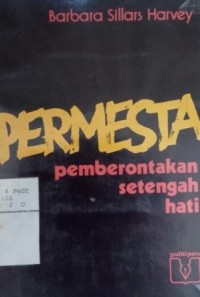 Barbara Sillars Harvey
PERMESTA
pemberontakan
setengah
hati